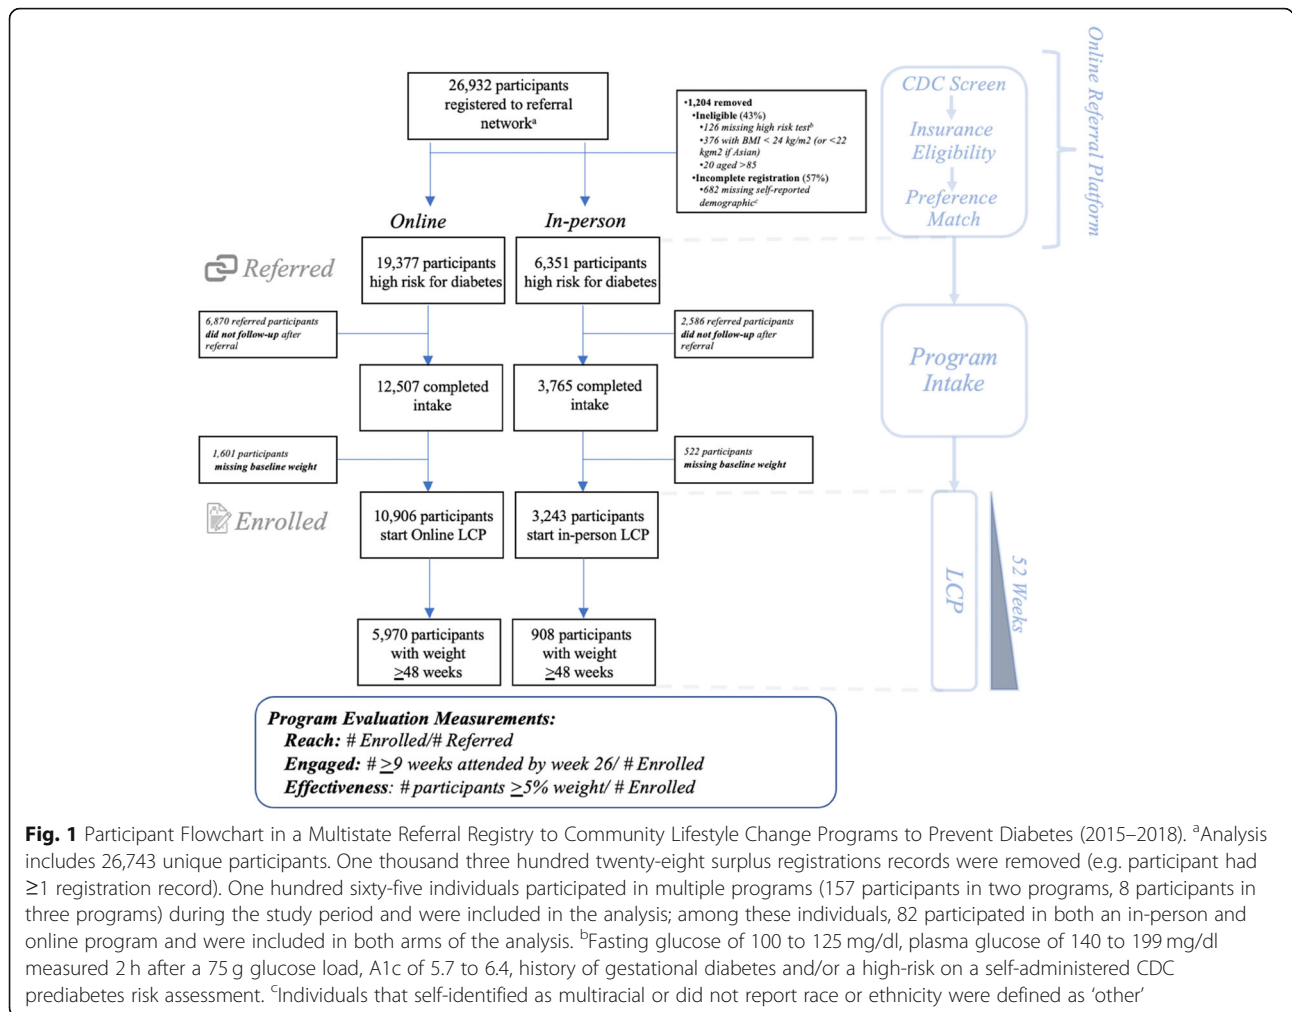 26,932 participants
registered to referral
networkᵃ
•1,204 removed
•Ineligible (43%)
•126 missing high risk testᵇ
•376 with BMI < 24 kg/m2 (or <22
kgm2 if Asian)
•20 aged >85
•Incomplete registration (57%)
•682 missing self-reported
demographicᶜ
CDC Screen
Insurance
Eligibility
Preference
Match
Online Referral Platform
Online
In-person
Referred
19,377 participants
high risk for diabetes
6,351 participants
high risk for diabetes
6,870 referred participants
did not follow-up after
referral
2,586 referred participants
did not follow-up after
referral
Program
Intake
12,507 completed
intake
3,765 completed
intake
1,601 participants
missing baseline weight
522 participants
missing baseline weight
Enrolled
10,906 participants
start Online LCP
3,243 participants
start in-person LCP
LCP
52 Weeks
5,970 participants
with weight
≥48 weeks
908 participants
with weight
≥48 weeks
Program Evaluation Measurements:
Reach: # Enrolled/# Referred
Engaged: # ≥9 weeks attended by week 26/ # Enrolled
Effectiveness: # participants ≥5% weight/ # Enrolled
Fig. 1 Participant Flowchart in a Multistate Referral Registry to Community Lifestyle Change Programs to Prevent Diabetes (2015–2018). ᵃAnalysis
includes 26,743 unique participants. One thousand three hundred twenty-eight surplus registrations records were removed (e.g. participant had
≥1 registration record). One hundred sixty-five individuals participated in multiple programs (157 participants in two programs, 8 participants in
three programs) during the study period and were included in the analysis; among these individuals, 82 participated in both an in-person and
online program and were included in both arms of the analysis. ᵇFasting glucose of 100 to 125 mg/dl, plasma glucose of 140 to 199 mg/dl
measured 2 h after a 75 g glucose load, A1c of 5.7 to 6.4, history of gestational diabetes and/or a high-risk on a self-administered CDC
prediabetes risk assessment. ᶜIndividuals that self-identified as multiracial or did not report race or ethnicity were defined as ‘other’